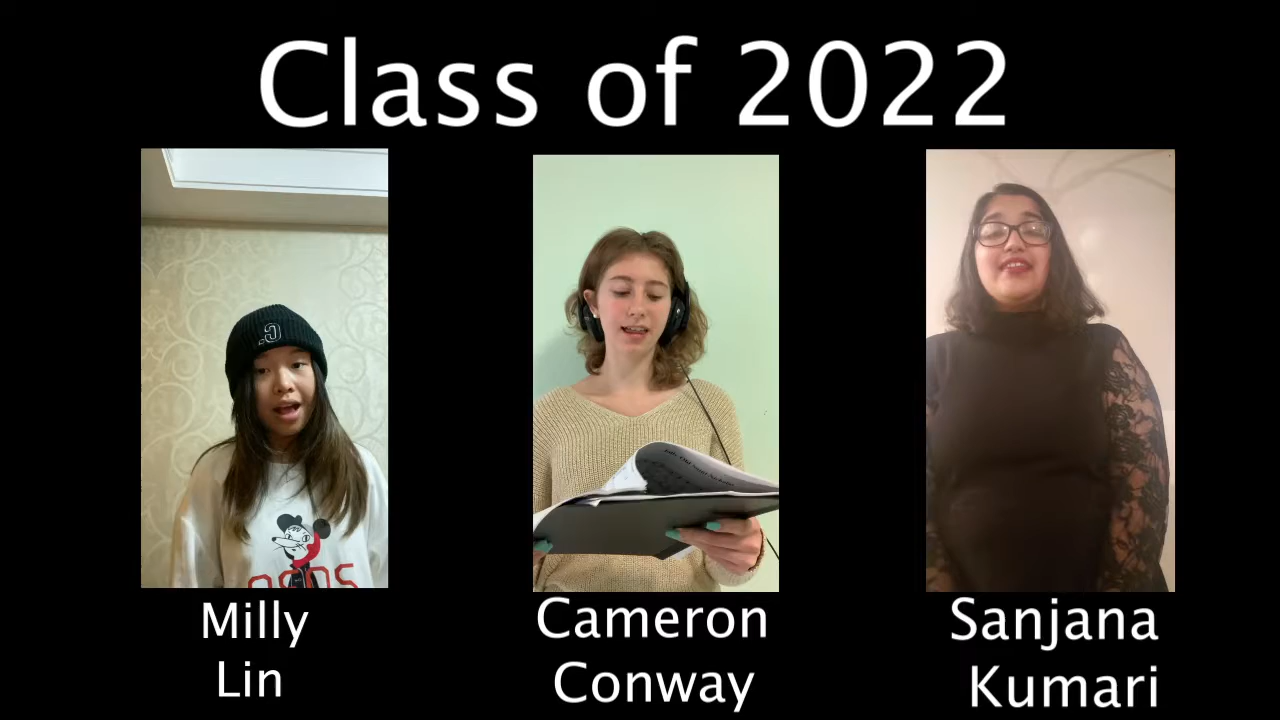 Class of 2022
Milly
Lin
Cameron
Conway
Sanjana
Kumari